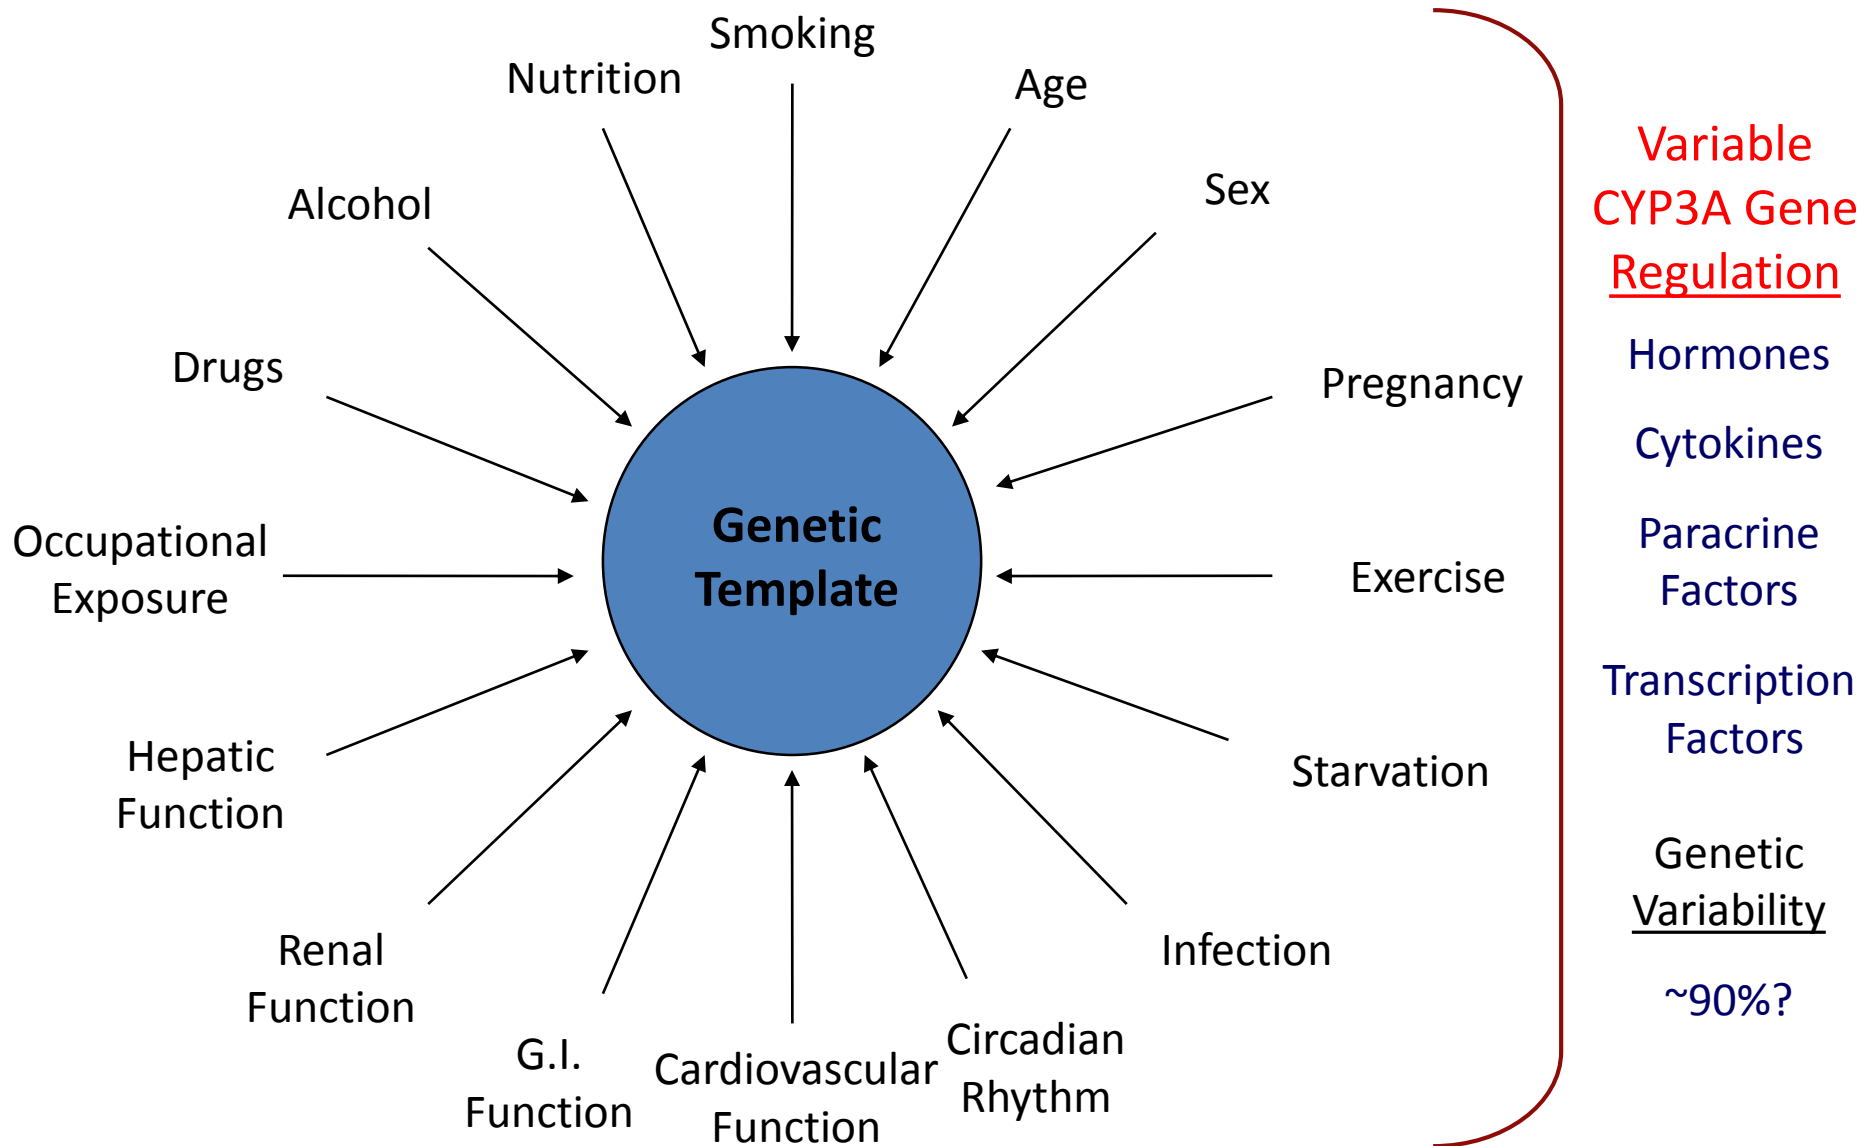 Smoking
Nutrition
Age
Alcohol
Sex
Drugs
Pregnancy
Occupational
Exposure
Exercise
Hepatic
Function
Starvation
Renal
Function
Infection
G.I.
Function
Cardiovascular
Function
Circadian
Rhythm
Genetic
Template
Variable
CYP3A Gene
Regulation
Hormones
Cytokines
Paracrine
Factors
Transcription
Factors
Genetic
Variability
~90%?